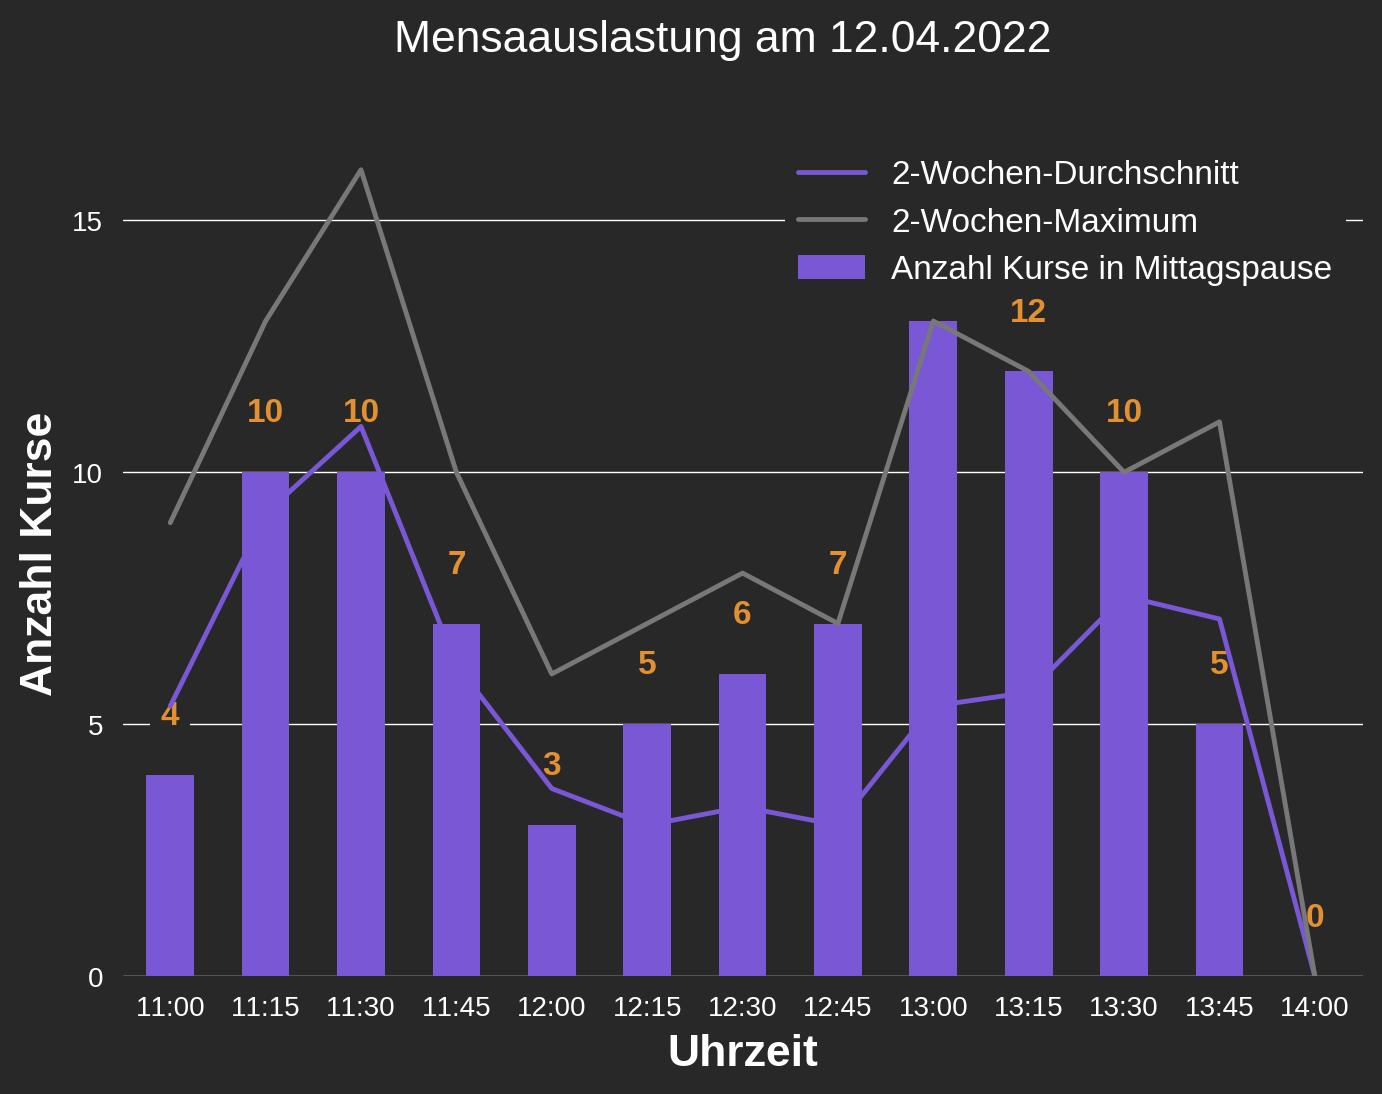 Mensaauslastung am 12.04.2022
2-Wochen-Durchschnitt
2-Wochen-Maximum
Anzahl Kurse in Mittagspause
Anzahl Kurse
15
10
5
0
4
10
10
7
3
5
6
7
12
10
5
0
11:00 11:15 11:30 11:45 12:00 12:15 12:30 12:45 13:00 13:15 13:30 13:45 14:00
Uhrzeit